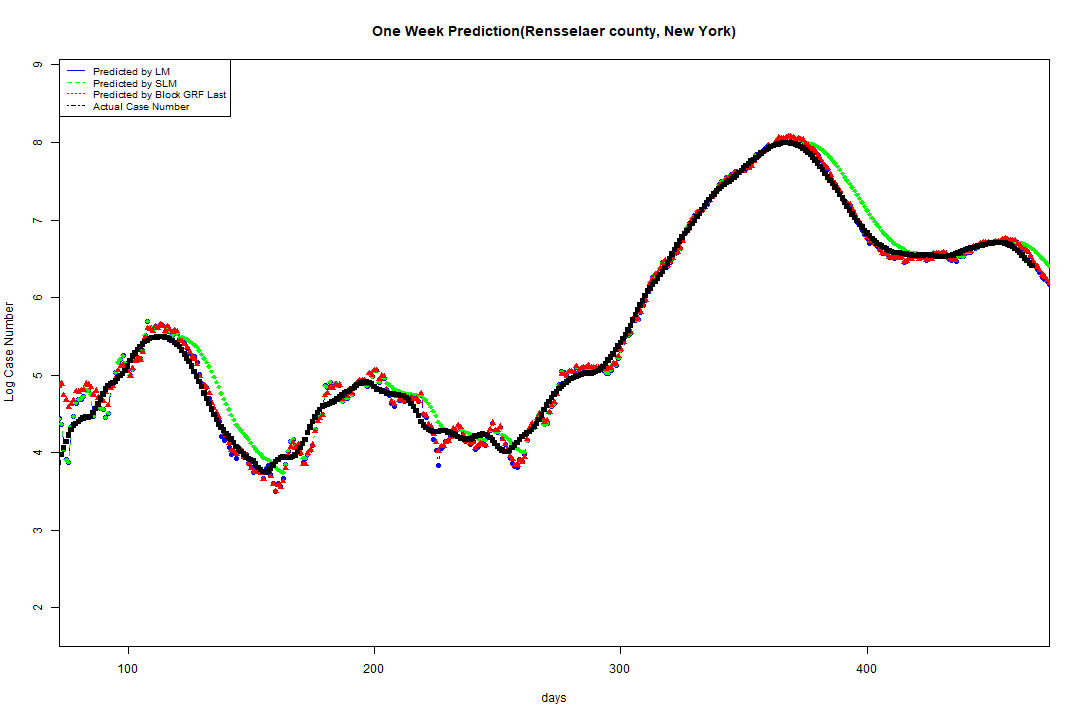 One Week Prediction(Rensselaer county, New York)
Predicted by LM
Predicted by SLM
Predicted by Block GRF Last
Actual Case Number
9
8
7
6
5
4
3
2
Log Case Number
100 200 300 400
days